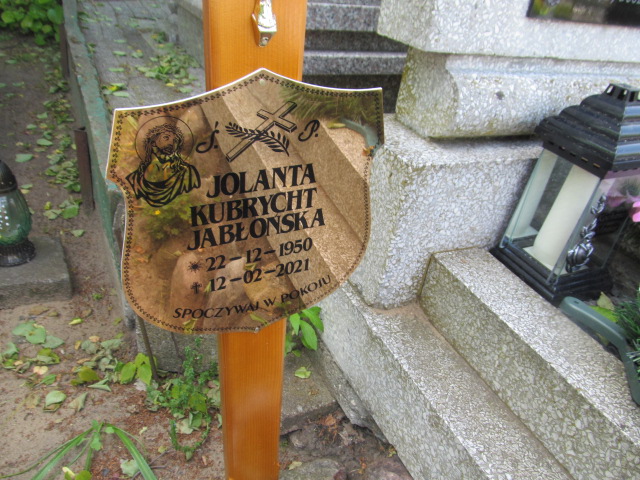 Ś. P.
JOLANTA
KUBRYCHT
JABŁOŃSKA
* 22-12-1950
✝ 12-02-2021
SPOCZYWAJ W POKOJU